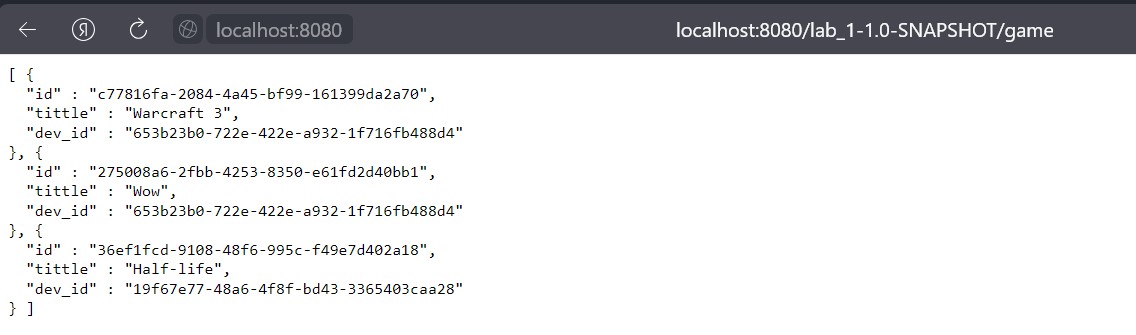 localhost:8080
localhost:8080/lab_1-1.0-SNAPSHOT/game
[ {
  "id" : "c77816fa-2084-4a45-bf99-161399da2a70",
  "tittle" : "Warcraft 3",
  "dev_id" : "653b23b0-722e-422e-a932-1f716fb488d4"
}, {
  "id" : "275008a6-2fbb-4253-8350-e61fd2d40bb1",
  "tittle" : "Wow",
  "dev_id" : "653b23b0-722e-422e-a932-1f716fb488d4"
}, {
  "id" : "36ef1fcd-9108-48f6-995c-f49e7d402a18",
  "tittle" : "Half-life",
  "dev_id" : "19f67e77-48a6-4f8f-bd43-3365403caa28"
} ]